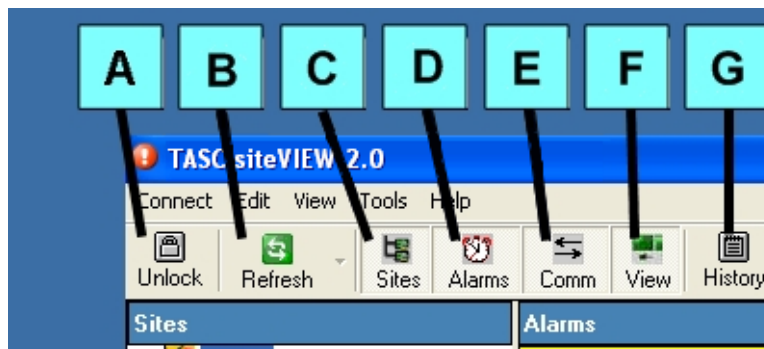 A B C D E F G
TASC siteVIEW 2.0
Connect Edit View Tools Help
Unlock Refresh Sites Alarms Comm View History
Sites Alarms